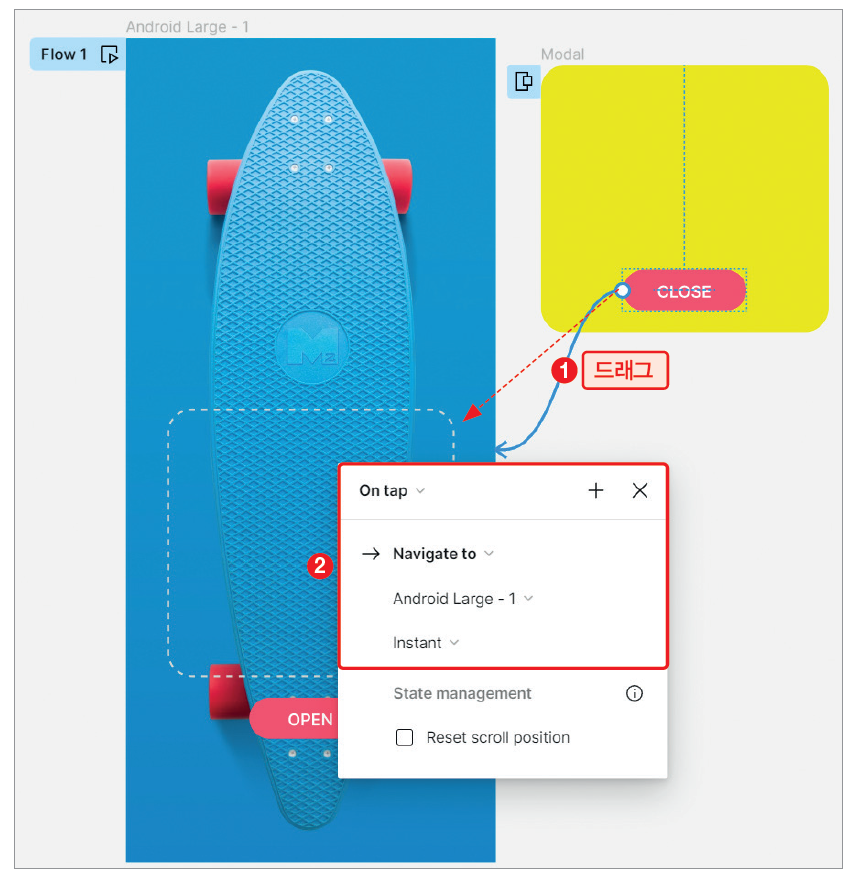 Android Large - 1
Flow 1
Modal
CLOSE
1 드래그
On tap
2
Navigate to
Android Large - 1
Instant
State management
OPEN
Reset scroll position